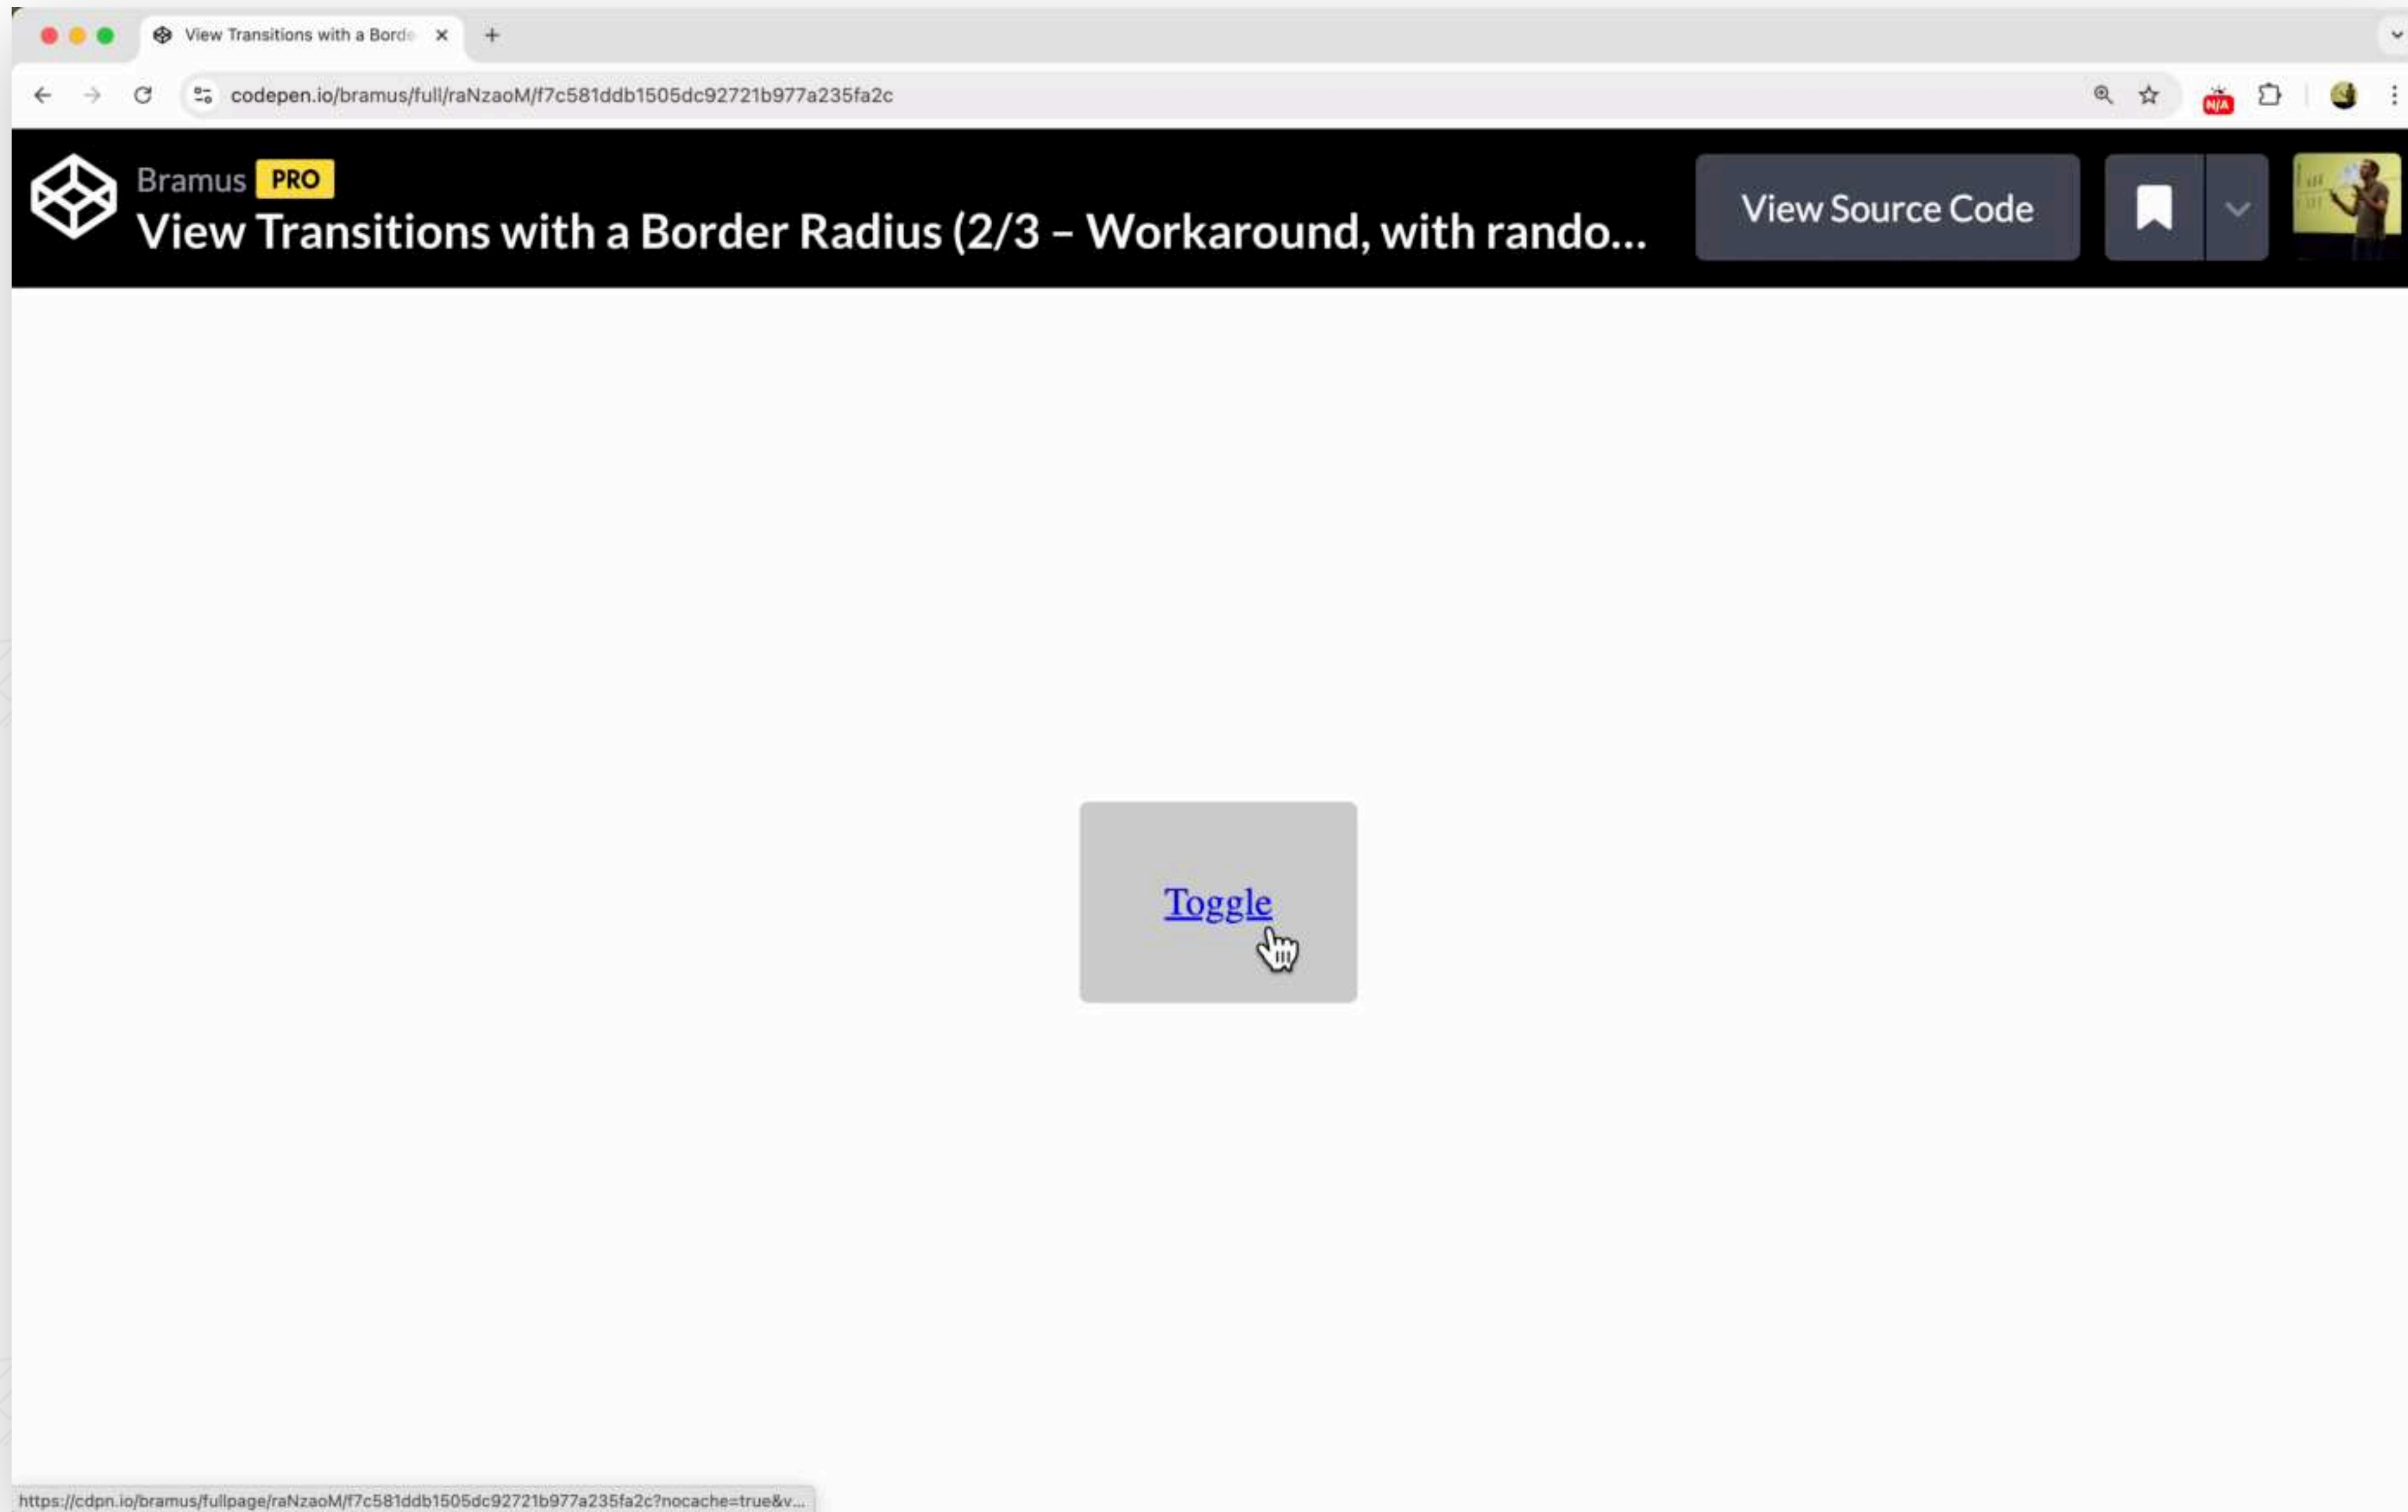 View Transitions with a Borde
codepen.io/bramus/full/raNzaoM/f7c581ddb1505dc92721b977a235fa2c
N/A
Bramus PRO
View Transitions with a Border Radius (2/3 – Workaround, with rando...
View Source Code
Toggle
https://cdpn.io/bramus/fullpage/raNzaoM/f7c581ddb1505dc92721b977a235fa2c?nocache=true&v...